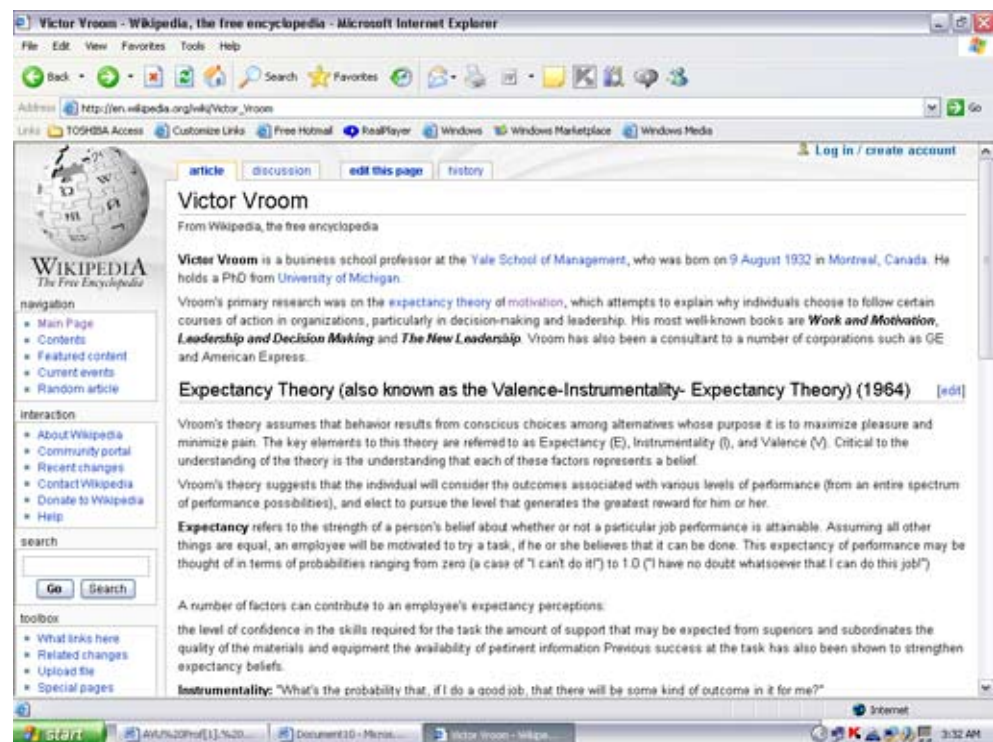 Victor Vroom - Wikipedia, the free encyclopedia - Microsoft Internet Explorer
File Edit View Favorites Tools Help
Back Search Favorites
Address http://en.wikipedia.org/wiki/Victor_Vroom Go
Links TOSHIBA Access Customize Links Free Hotmail RealPlayer Windows Windows Marketplace Windows Media
Log in / create account
article discussion edit this page history
Victor Vroom
From Wikipedia, the free encyclopedia
Victor Vroom is a business school professor at the Yale School of Management, who was born on 9 August 1932 in Montreal, Canada. He
holds a PhD from University of Michigan.
Vroom's primary research was on the expectancy theory of motivation, which attempts to explain why individuals choose to follow certain
courses of action in organizations, particularly in decision-making and leadership. His most well-known books are Work and Motivation,
Leadership and Decision Making and The New Leadership. Vroom has also been a consultant to a number of corporations such as GE
and American Express.
Expectancy Theory (also known as the Valence-Instrumentality- Expectancy Theory) (1964) [edit]
Vroom's theory assumes that behavior results from conscious choices among alternatives whose purpose it is to maximize pleasure and
minimize pain. The key elements to this theory are referred to as Expectancy (E), Instrumentality (I), and Valence (V). Critical to the
understanding of the theory is the understanding that each of these factors represents a belief.
Vroom's theory suggests that the individual will consider the outcomes associated with various levels of performance (from an entire spectrum
of performance possibilities), and elect to pursue the level that generates the greatest reward for him or her.
Expectancy refers to the strength of a person's belief about whether or not a particular job performance is attainable. Assuming all other
things are equal, an employee will be motivated to try a task, if he or she believes that it can be done. This expectancy of performance may be
thought of in terms of probabilities ranging from zero (a case of "I can't do it!") to 1.0 ("I have no doubt whatsoever that I can do this job!")
A number of factors can contribute to an employee's expectancy perceptions:
the level of confidence in the skills required for the task the amount of support that may be expected from superiors and subordinates the
quality of the materials and equipment the availability of pertinent information Previous success at the task has also been shown to strengthen
expectancy beliefs.
Instrumentality: "What's the probability that, if I do a good job, that there will be some kind of outcome in it for me?"
WIKIPEDIA
The Free Encyclopedia
navigation
Main Page
Contents
Featured content
Current events
Random article
interaction
About Wikipedia
Community portal
Recent changes
Contact Wikipedia
Donate to Wikipedia
Help
search
Go Search
toolbox
What links here
Related changes
Upload file
Special pages
Internet
start Document10 - Micros... Victor Vroom - Wikipe... 3:32 AM